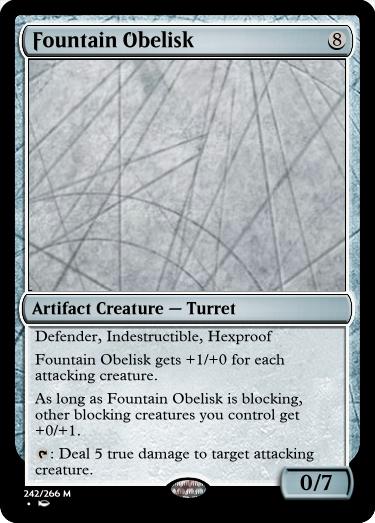 Fountain Obelisk 8
Artifact Creature — Turret
Defender, Indestructible, Hexproof
Fountain Obelisk gets +1/+0 for each
attacking creature.
As long as Fountain Obelisk is blocking,
other blocking creatures you control get
+0/+1.
: Deal 5 true damage to target attacking
creature.
0/7
242/266 M